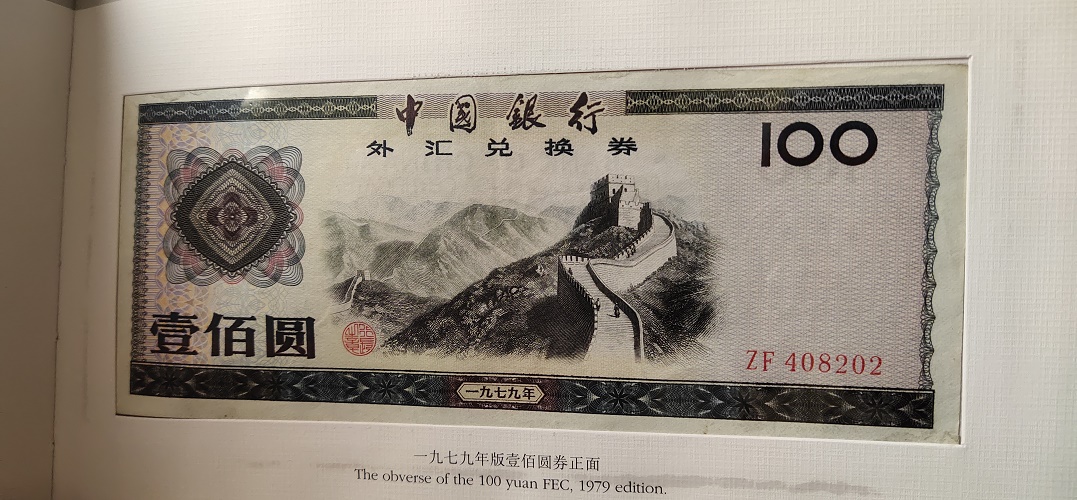 中國銀行
外汇兑换券
100
壹佰圆
ZF 408202
一九七九年
一九七九年版壹佰圆券正面
The obverse of the 100 yuan FEC, 1979 edition.